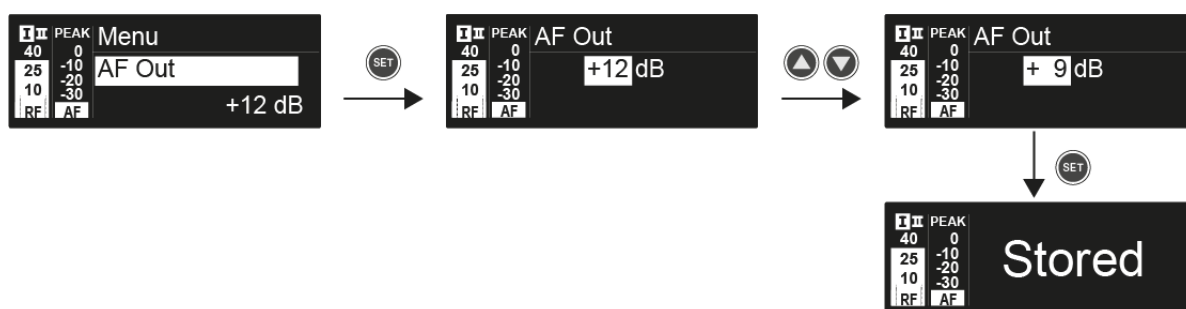 I II PEAK Menu
40 0
25 -10 AF Out
-20
10 -30
RF AF +12 dB
SET
I II PEAK AF Out
40 0
25 -10 +12 dB
-20
10 -30
RF AF
I II PEAK AF Out
40 0
25 -10 + 9 dB
-20
10 -30
RF AF
SET
I II PEAK
40 0
25 -10 Stored
-20
10 -30
RF AF